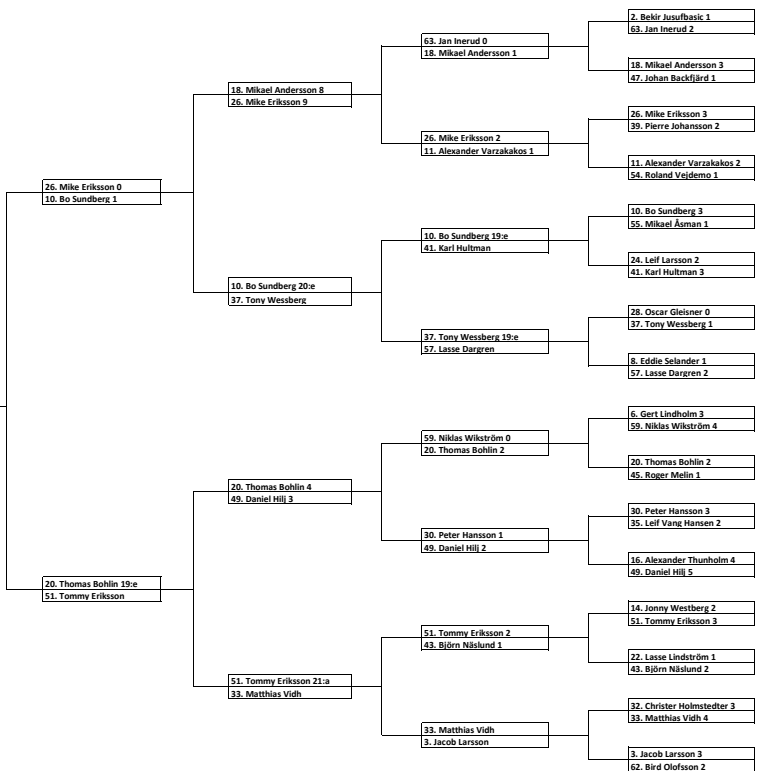 2. Bekir Jusufbasic 1
63. Jan Inerud 2
63. Jan Inerud 0
18. Mikael Andersson 1
18. Mikael Andersson 3
47. Johan Backfjärd 1
18. Mikael Andersson 8
26. Mike Eriksson 9
26. Mike Eriksson 3
39. Pierre Johansson 2
26. Mike Eriksson 2
11. Alexander Varzakakos 1
11. Alexander Varzakakos 2
54. Roland Vejdemo 1
26. Mike Eriksson 0
10. Bo Sundberg 1
10. Bo Sundberg 3
55. Mikael Åsman 1
10. Bo Sundberg 19:e
41. Karl Hultman
24. Leif Larsson 2
41. Karl Hultman 3
10. Bo Sundberg 20:e
37. Tony Wessberg
28. Oscar Gleisner 0
37. Tony Wessberg 1
37. Tony Wessberg 19:e
57. Lasse Dargren
8. Eddie Selander 1
57. Lasse Dargren 2
6. Gert Lindholm 3
59. Niklas Wikström 4
59. Niklas Wikström 0
20. Thomas Bohlin 2
20. Thomas Bohlin 2
45. Roger Melin 1
20. Thomas Bohlin 4
49. Daniel Hilj 3
30. Peter Hansson 3
35. Leif Vang Hansen 2
30. Peter Hansson 1
49. Daniel Hilj 2
16. Alexander Thunholm 4
49. Daniel Hilj 5
20. Thomas Bohlin 19:e
51. Tommy Eriksson
14. Jonny Westberg 2
51. Tommy Eriksson 3
51. Tommy Eriksson 2
43. Björn Näslund 1
22. Lasse Lindström 1
43. Björn Näslund 2
51. Tommy Eriksson 21:a
33. Matthias Vidh
32. Christer Holmstedter 3
33. Matthias Vidh 4
33. Matthias Vidh
3. Jacob Larsson
3. Jacob Larsson 3
62. Bird Olofsson 2